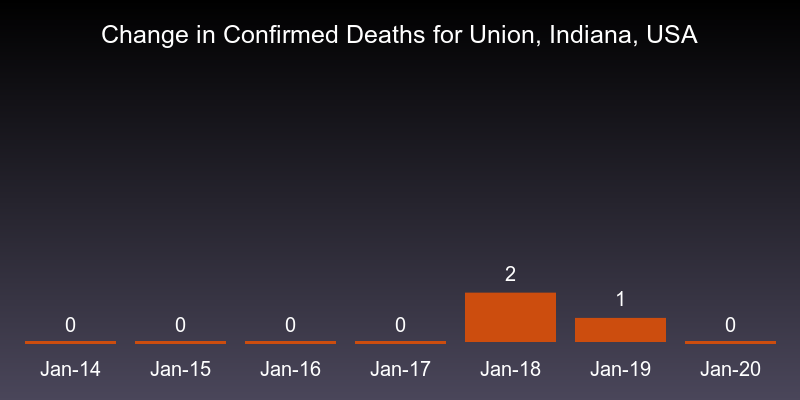 Change in Confirmed Deaths for Union, Indiana, USA
2
1
0 0 0 0 0
Jan-14 Jan-15 Jan-16 Jan-17 Jan-18 Jan-19 Jan-20